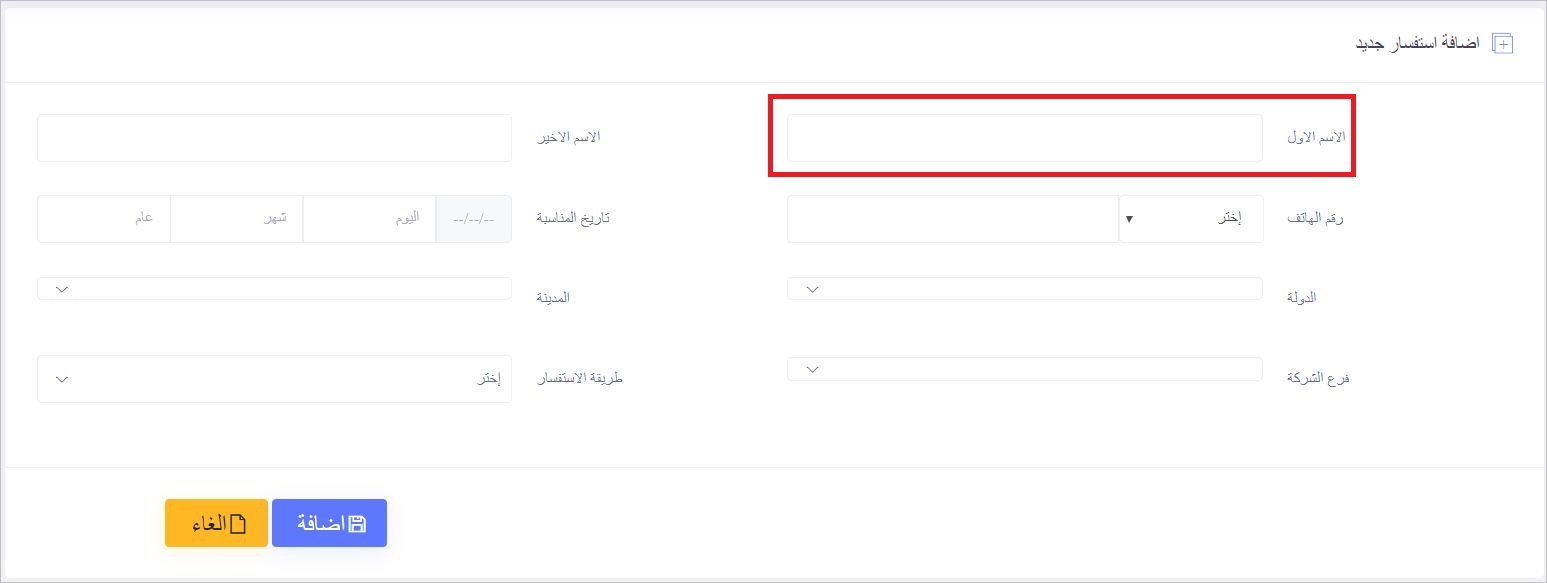 اضافة استفسار جديد
الاسم الاول
الاسم الاخير
رقم الهاتف إختر
تاريخ المناسبة --/--/-- اليوم شهر عام
الدولة
المدينة
فرع الشركة
طريقة الاستفسار إختر
اضافة
الغاء